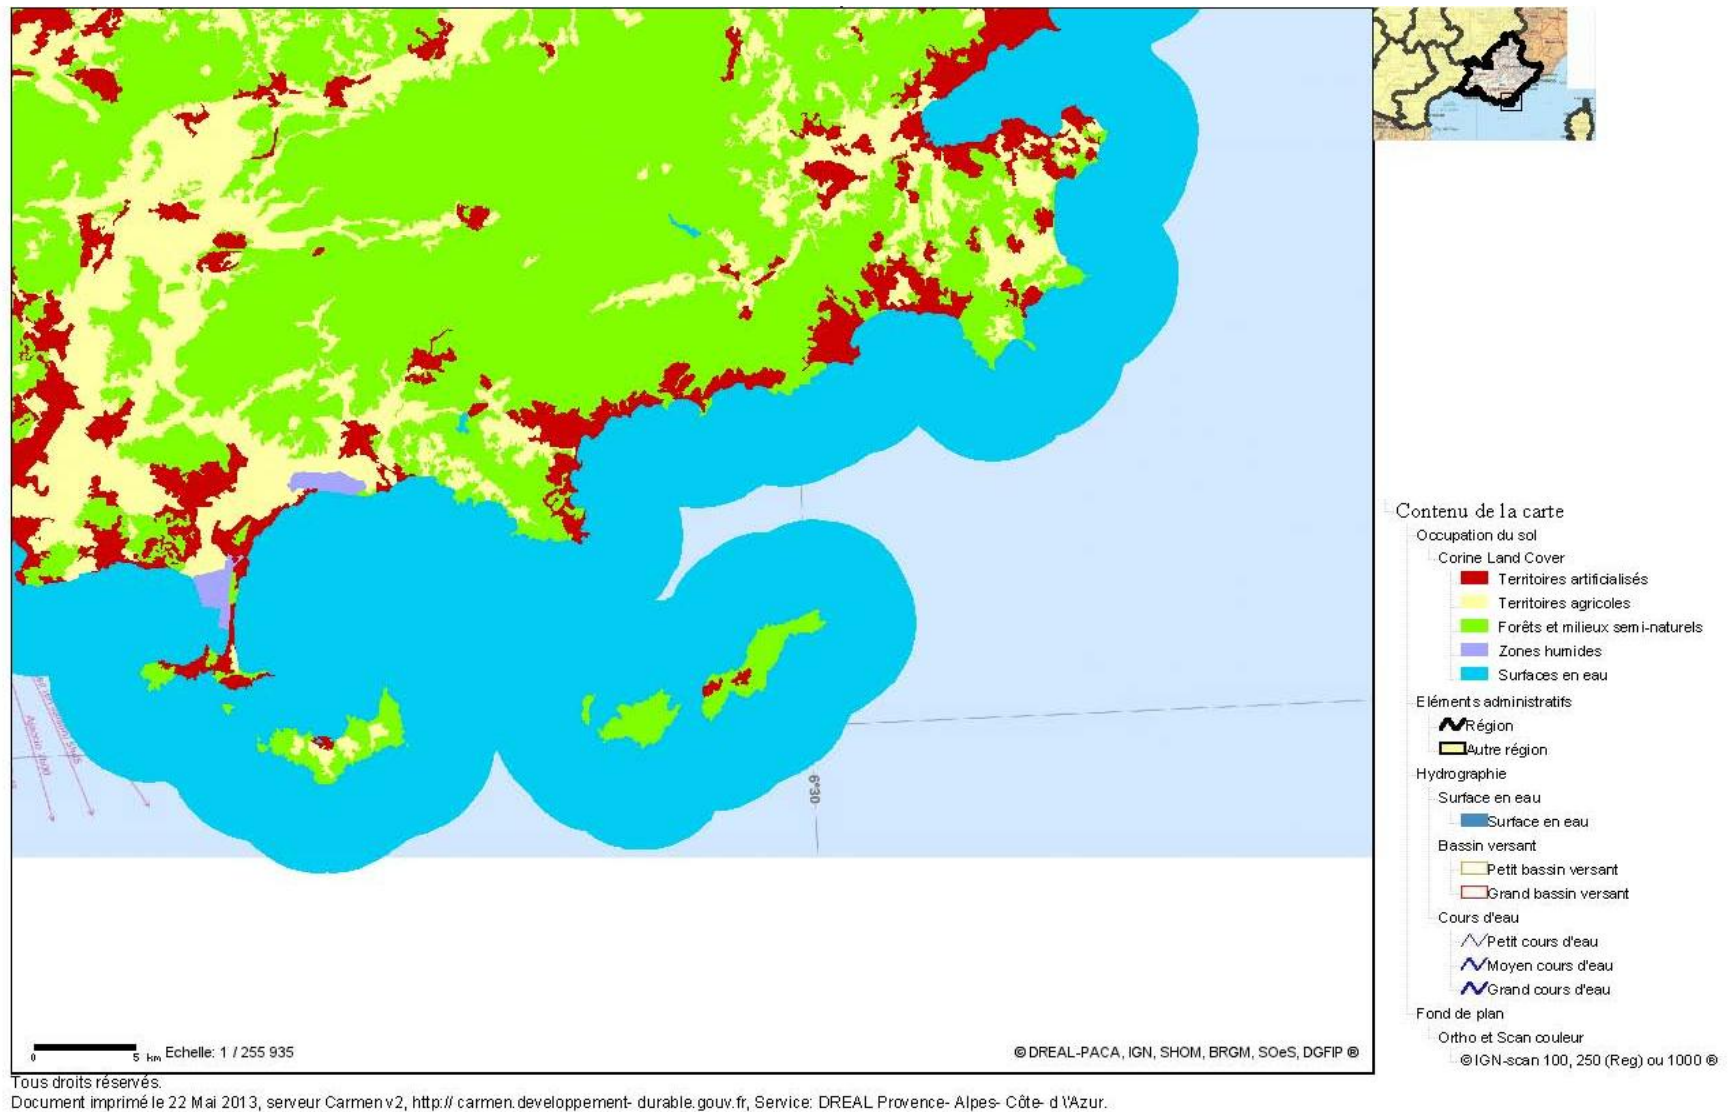 Contenu de la carte
Occupation du sol
Corine Land Cover
Territoires artificialisés
Territoires agricoles
Forêts et milieux semi-naturels
Zones humides
Surfaces en eau
Eléments administratifs
Région
Autre région
Hydrographie
Surface en eau
Surface en eau
Bassin versant
Petit bassin versant
Grand bassin versant
Cours d'eau
Petit cours d'eau
Moyen cours d'eau
Grand cours d'eau
Fond de plan
Ortho et Scan couleur
©IGN-scan 100, 250 (Reg) ou 1000 ®
6°30
0 5 km Echelle: 1 / 255 935
© DREAL-PACA, IGN, SHOM, BRGM, SOeS, DGFIP ®
Tous droits réservés.
Document imprimé le 22 Mai 2013, serveur Carmen v2, http:// carmen.developpement- durable.gouv.fr, Service: DREAL Provence- Alpes- Côte- d \'Azur.